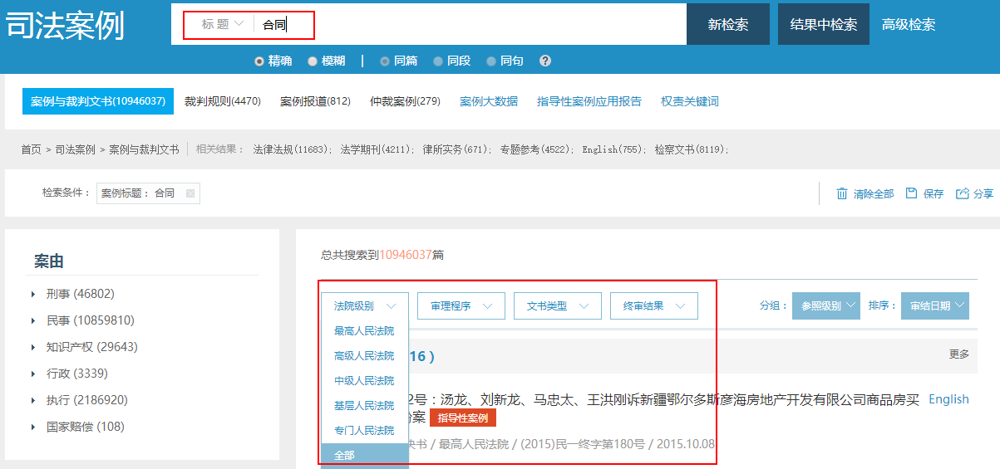 司法案例
标 题 合同
新检索 结果中检索 高级检索
精确 模糊 | 同篇 同段 同句 ?
案例与裁判文书(10946037) 裁判规则(4470) 案例报道(812) 仲裁案例(279) 案例大数据 指导性案例应用报告 权责关键词
首页 > 司法案例 > 案例与裁判文书 相关结果： 法律法规(11683); 法学期刊(4211); 律所实务(671); 专题参考(4522); English(755); 检察文书(8119);
检索条件： 案例标题： 合同
清除全部 保存 分享
案由
刑事 (46802)
民事 (10859810)
知识产权 (29643)
行政 (3339)
执行 (2186920)
国家赔偿 (108)
总共搜索到10946037篇
法院级别 审理程序 文书类型 终审结果 分组： 参照级别 排序： 审结日期
最高人民法院
高级人民法院
中级人民法院
基层人民法院
专门人民法院
全部
16 ) 更多
2号：汤龙、刘新龙、马忠太、王洪刚诉新疆鄂尔多斯彦海房地产开发有限公司商品房买 English
案 指导性案例
书 / 最高人民法院 / (2015)民一终字第180号 / 2015.10.08